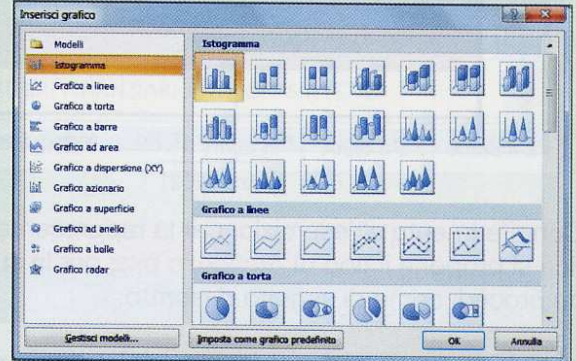 Inserisci grafico
Modelli
Istogramma
Grafico a linee
Grafico a torta
Grafico a barre
Grafico ad area
Grafico a dispersione (XY)
Grafico azionario
Grafico a superficie
Grafico ad anello
Grafico a bolle
Grafico radar
Istogramma
Grafico a linee
Grafico a torta
Gestisci modelli...
Imposta come grafico predefinito
OK
Annulla